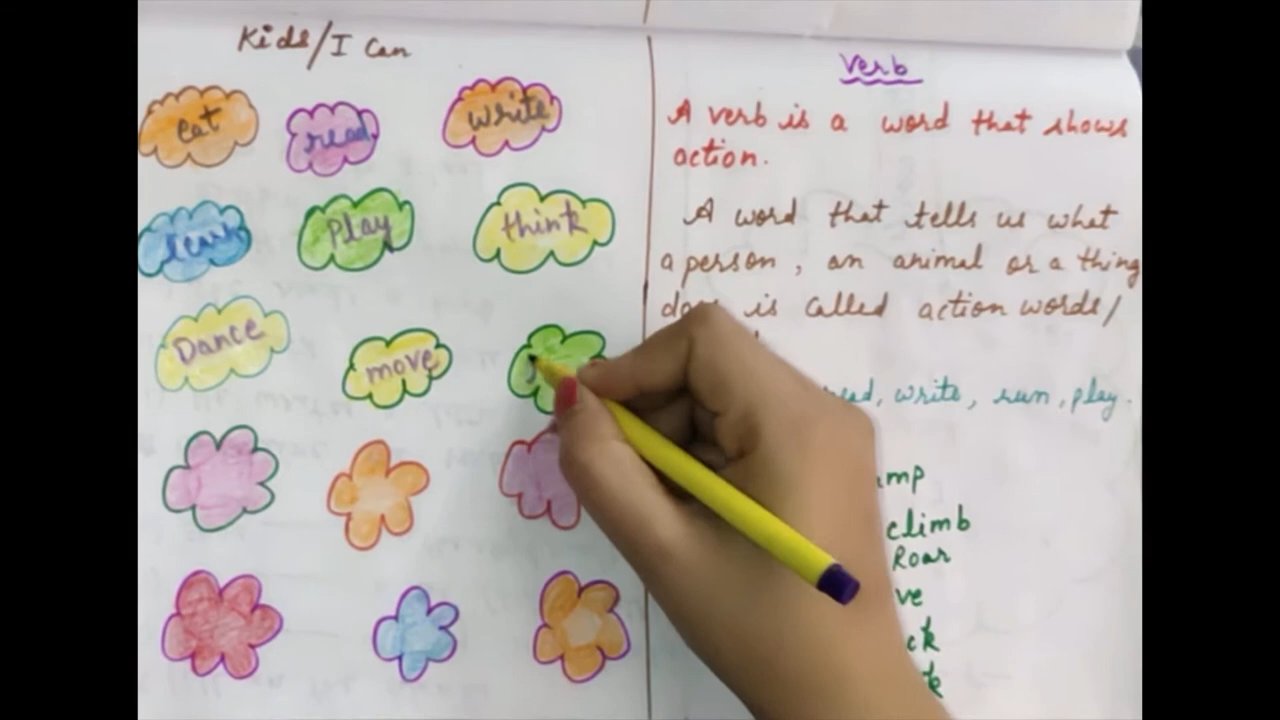 Kids/I Can
eat read write
learn Play think
Dance move
Verb
A verb is a word that shows
action.
A word that tells us what
a person, an animal or a thing
is called action words/
write, run, play.
climb
Roar